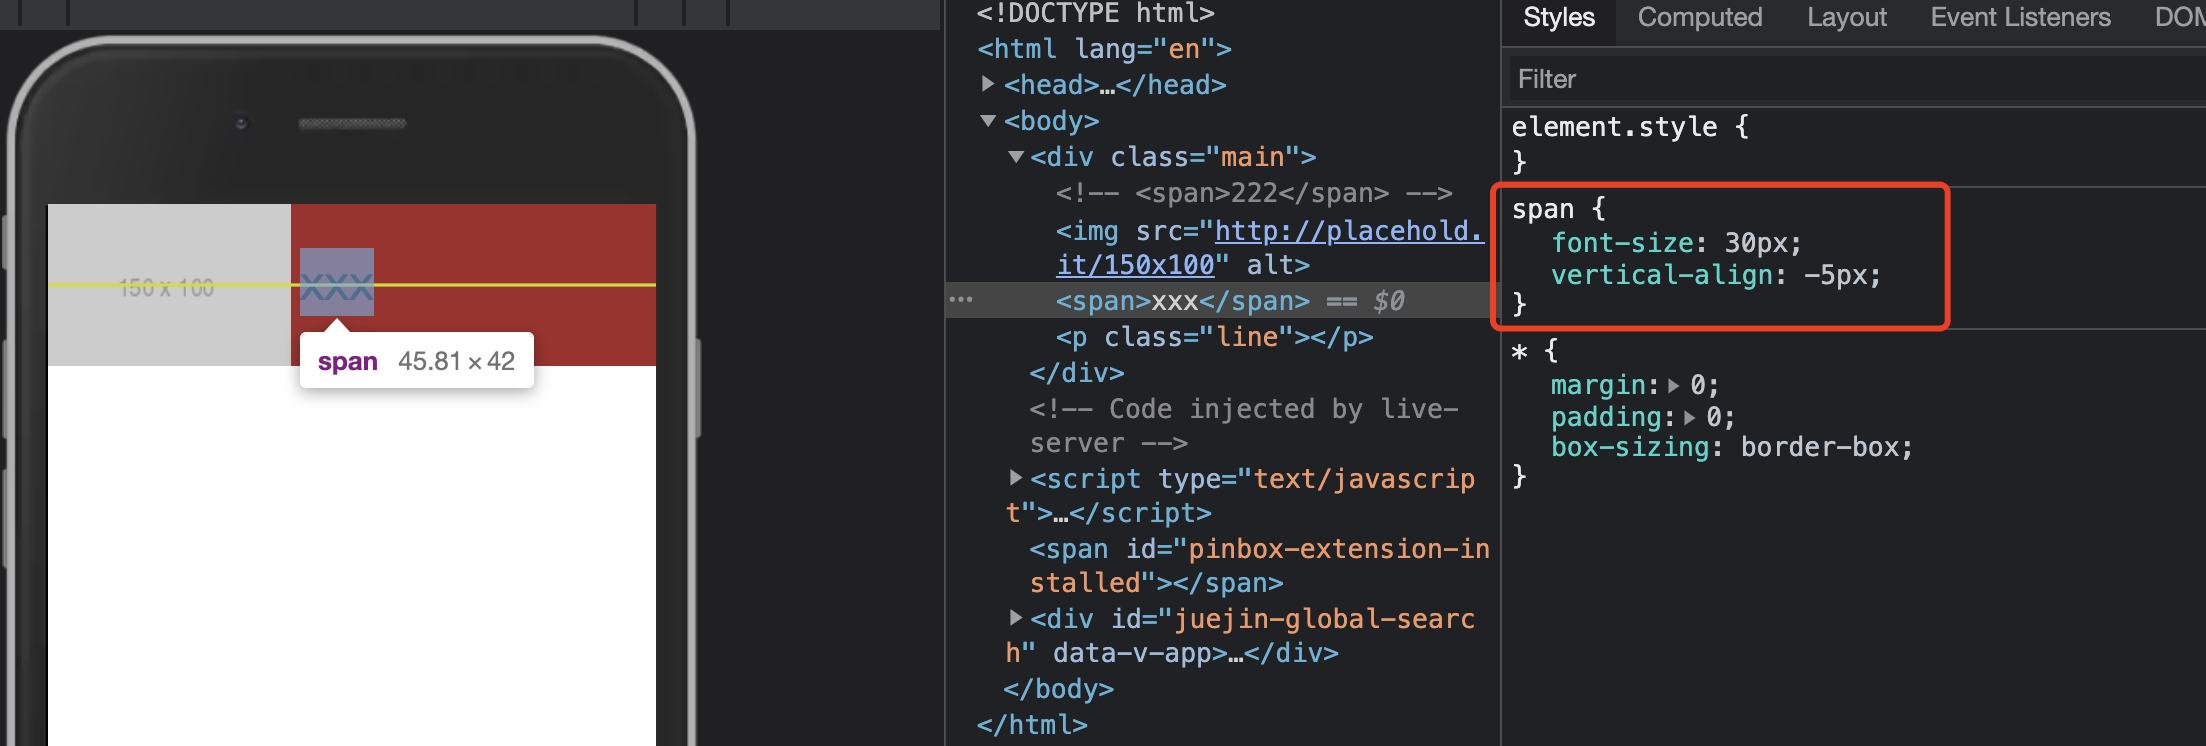 150 x 100
xxx
span 45.81 × 42
<!DOCTYPE html>
<html lang="en">
<head>…</head>
<body>
<div class="main">
<!-- <span>222</span> -->
<img src="http://placehold.
it/150x100" alt>
<span>xxx</span> == $0
<p class="line"></p>
</div>
<!-- Code injected by live-
server -->
<script type="text/javascrip
t">…</script>
<span id="pinbox-extension-in
stalled"></span>
<div id="juejin-global-searc
h" data-v-app>…</div>
</body>
</html>
Styles Computed Layout Event Listeners DOM
Filter
element.style {
}
span {
font-size: 30px;
vertical-align: -5px;
}
* {
margin: 0;
padding: 0;
box-sizing: border-box;
}